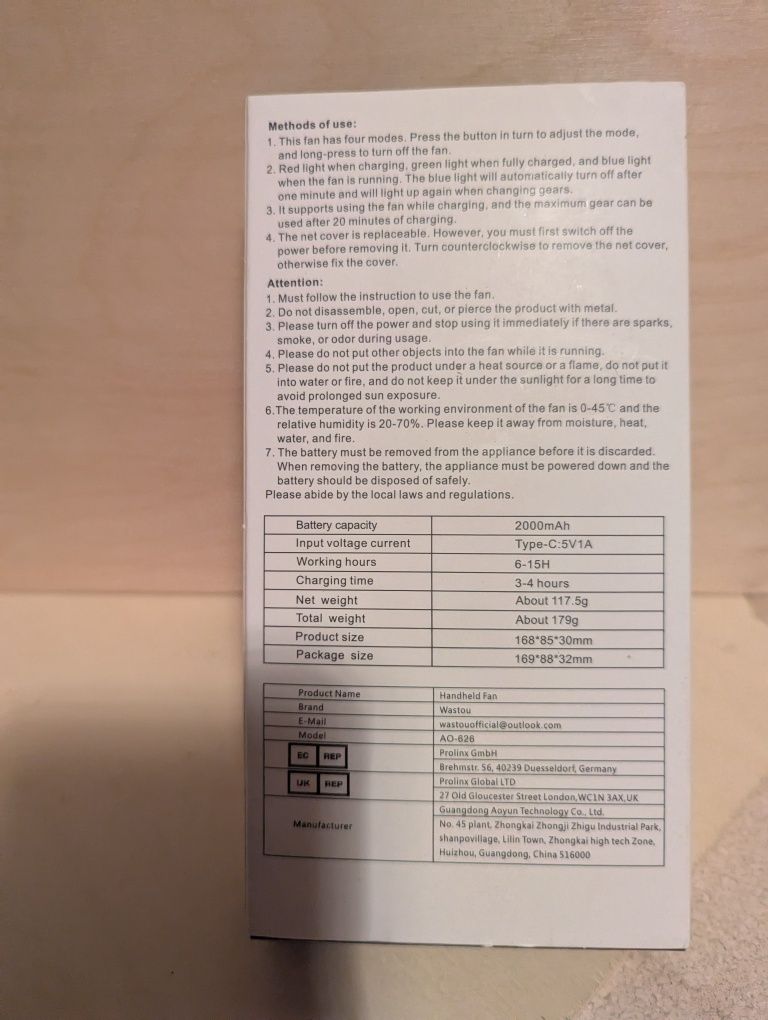 Methods of use:
1. This fan has four modes. Press the button in turn to adjust the mode,
and long-press to turn off the fan.
2. Red light when charging, green light when fully charged, and blue light
when the fan is running. The blue light will automatically turn off after
one minute and will light up again when changing gears.
3. It supports using the fan while charging, and the maximum gear can be
used after 20 minutes of charging.
4. The net cover is replaceable. However, you must first switch off the
power before removing it. Turn counterclockwise to remove the net cover,
otherwise fix the cover.
Attention:
1. Must follow the instruction to use the fan.
2. Do not disassemble, open, cut, or pierce the product with metal.
3. Please turn off the power and stop using it immediately if there are sparks,
smoke, or odor during usage.
4. Please do not put other objects into the fan while it is running.
5. Please do not put the product under a heat source or a flame, do not put it
into water or fire, and do not keep it under the sunlight for a long time to
avoid prolonged sun exposure.
6.The temperature of the working environment of the fan is 0-45℃ and the
relative humidity is 20-70%. Please keep it away from moisture, heat,
water, and fire.
7. The battery must be removed from the appliance before it is discarded.
When removing the battery, the appliance must be powered down and the
battery should be disposed of safely.
Please abide by the local laws and regulations.
Battery capacity 2000mAh
Input voltage current Type-C:5V1A
Working hours 6-15H
Charging time 3-4 hours
Net weight About 117.5g
Total weight About 179g
Product size 168*85*30mm
Package size 169*88*32mm
Product Name Handheld Fan
Brand Wastou
E-Mail wastouofficial@outlook.com
Model AO-626
EC REP Prolinx GmbH
Brehmstr. 56, 40239 Duesseldorf, Germany
UK REP Prolinx Global LTD
27 Old Gloucester Street London,WC1N 3AX,UK
Manufacturer Guangdong Aoyun Technology Co., Ltd.
No. 45 plant, Zhongkai Zhongji Zhigu Industrial Park,
shanpovillage, Lilin Town, Zhongkai high tech Zone,
Huizhou, Guangdong, China 516000